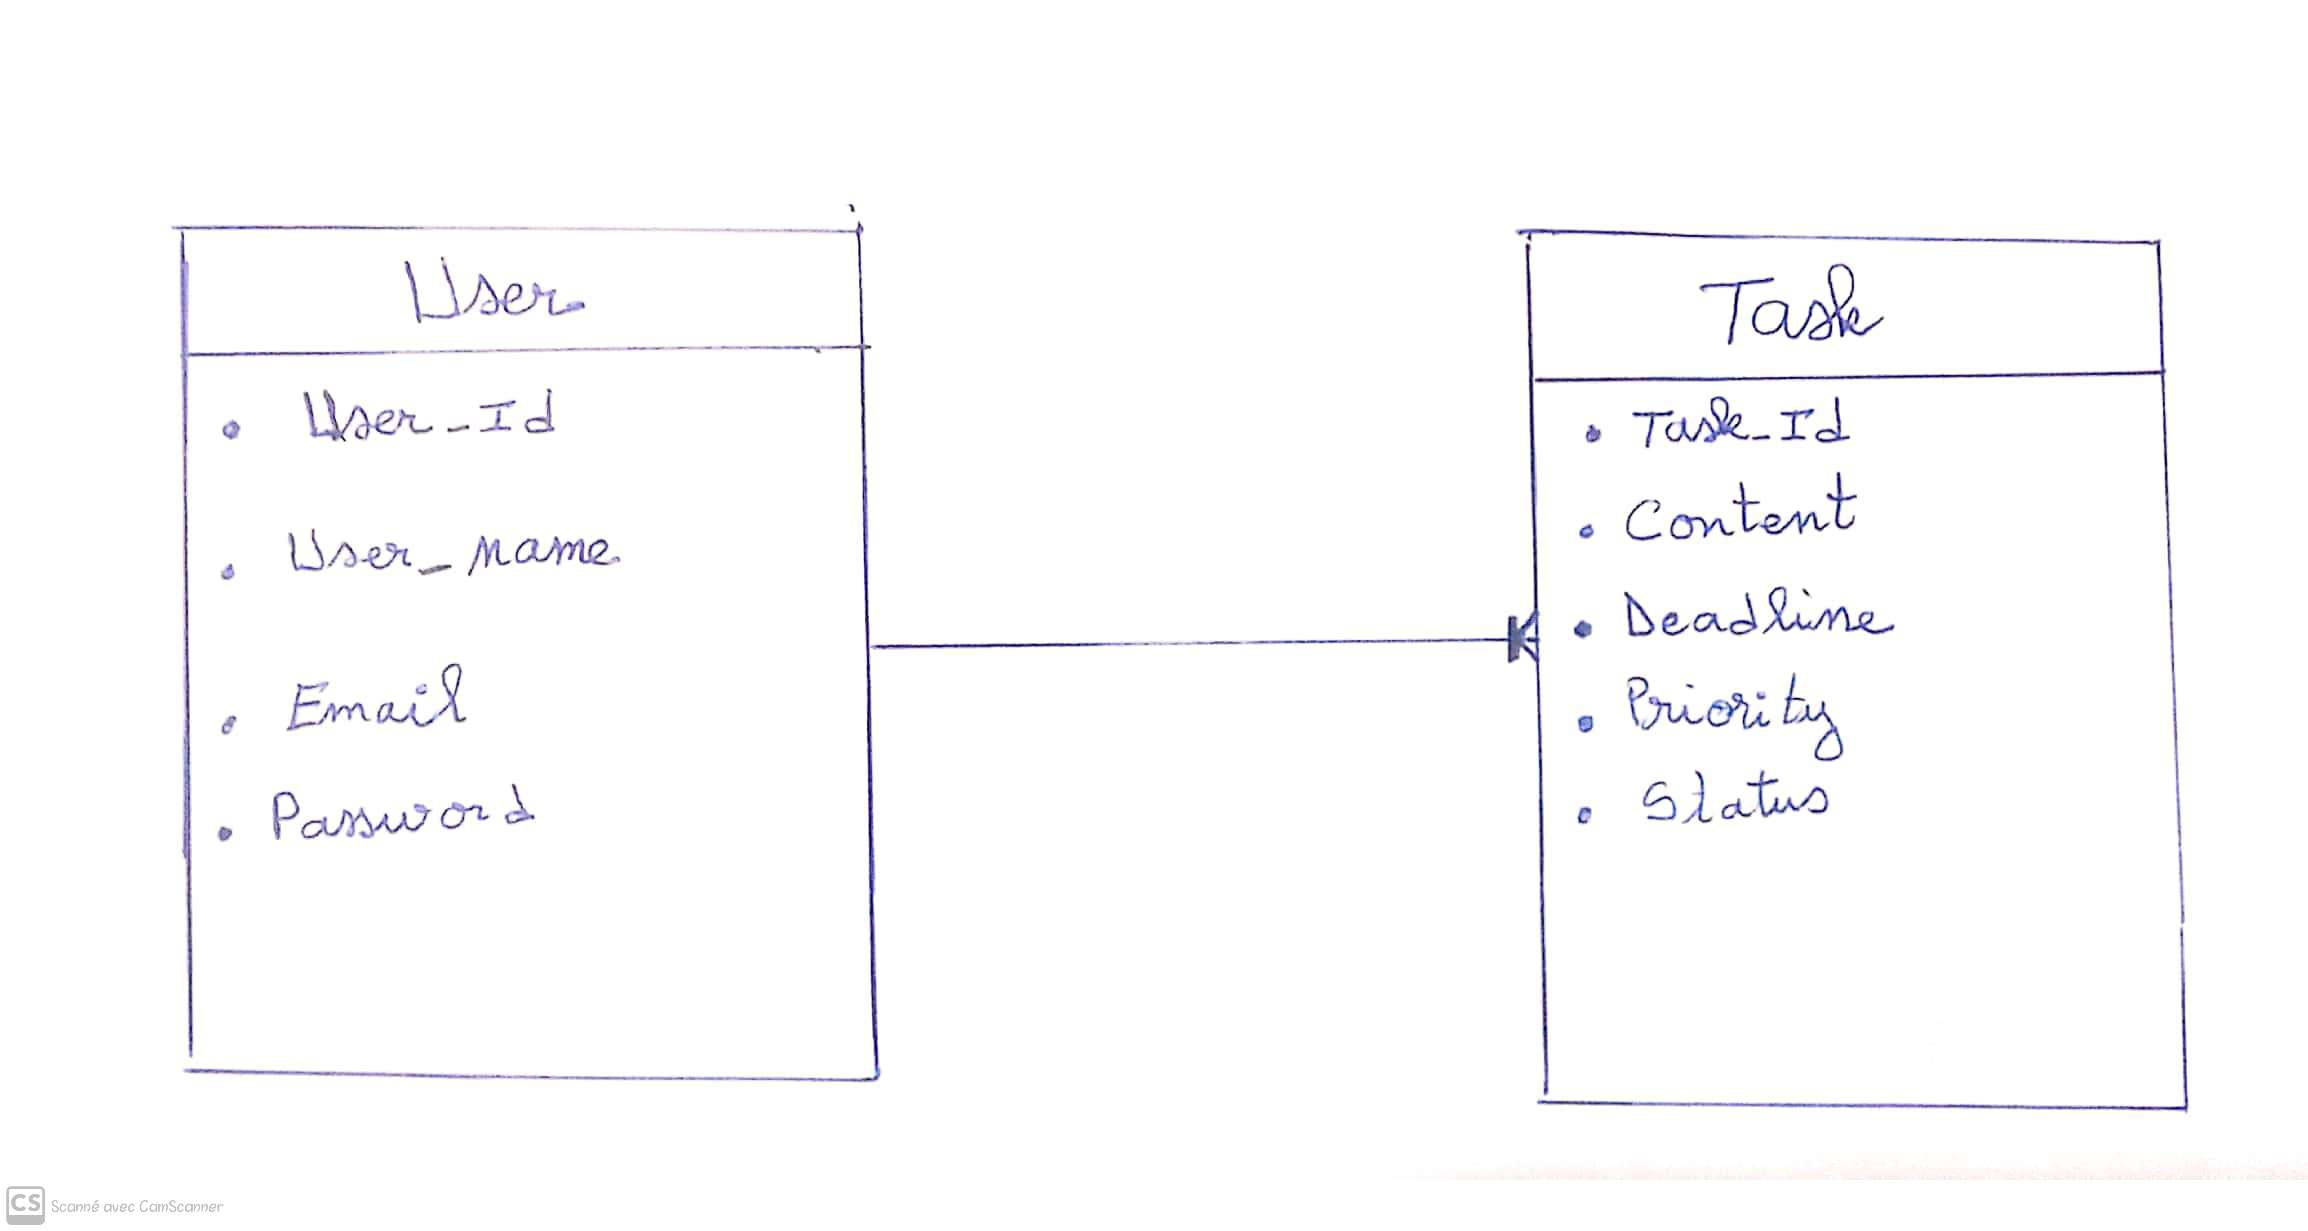 User
User_Id
User_name
Email
Password
Task
Task_Id
Content
Deadline
Priority
Status
CS Scanné avec CamScanner